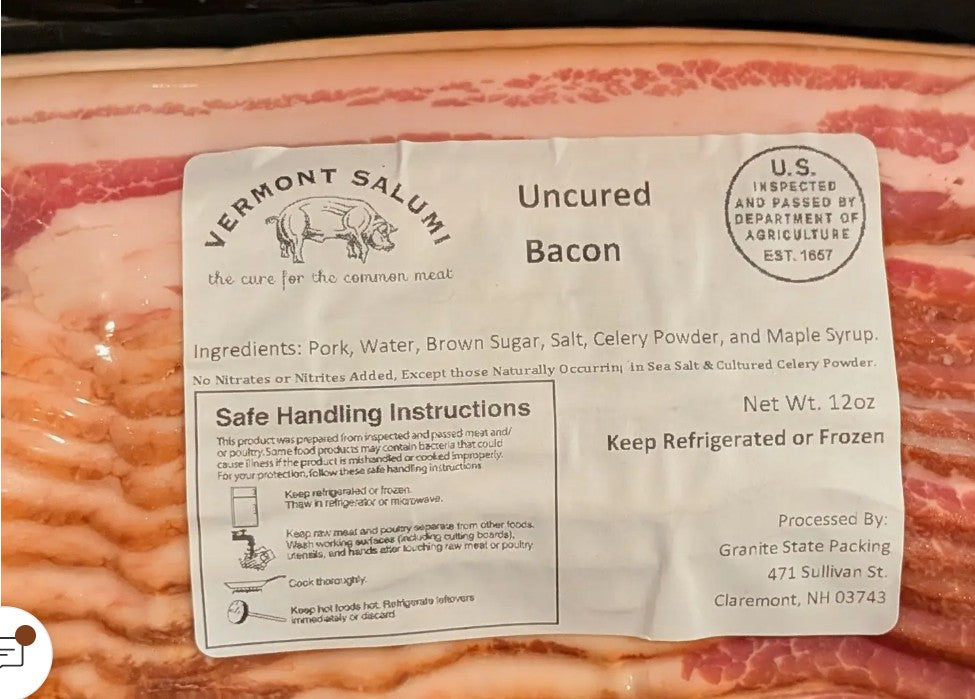 VERMONT SALUMI
the cure for the common meat
Uncured
Bacon
U.S.
INSPECTED
AND PASSED BY
DEPARTMENT OF
AGRICULTURE
EST. 1657
Ingredients: Pork, Water, Brown Sugar, Salt, Celery Powder, and Maple Syrup.
No Nitrates or Nitrites Added, Except those Naturally Occurring in Sea Salt & Cultured Celery Powder.
Safe Handling Instructions
This product was prepared from inspected and passed meat and/
or poultry. Some food products may contain bacteria that could
cause illness if the product is mishandled or cooked improperly.
For your protection, follow these safe handling instructions.
Keep refrigerated or frozen.
Thaw in refrigerator or microwave.
Keep raw meat and poultry separate from other foods.
Wash working surfaces (including cutting boards),
utensils, and hands after touching raw meat or poultry.
Cook thoroughly.
Keep hot foods hot. Refrigerate leftovers
immediately or discard.
Net Wt. 12oz
Keep Refrigerated or Frozen
Processed By:
Granite State Packing
471 Sullivan St.
Claremont, NH 03743